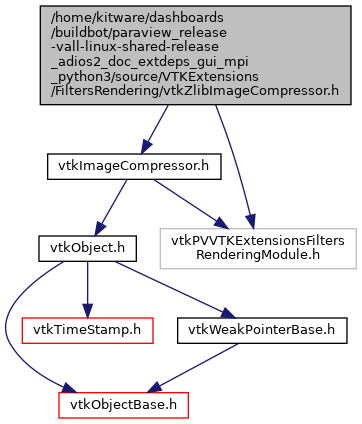 /home/kitware/dashboards
/buildbot/paraview_release
-vall-linux-shared-release
_adios2_doc_extdeps_gui_mpi
_python3/source/VTKExtensions
/FiltersRendering/vtkZlibImageCompressor.h
vtkImageCompressor.h
vtkObject.h
vtkPVVTKExtensionsFilters
RenderingModule.h
vtkTimeStamp.h
vtkWeakPointerBase.h
vtkObjectBase.h